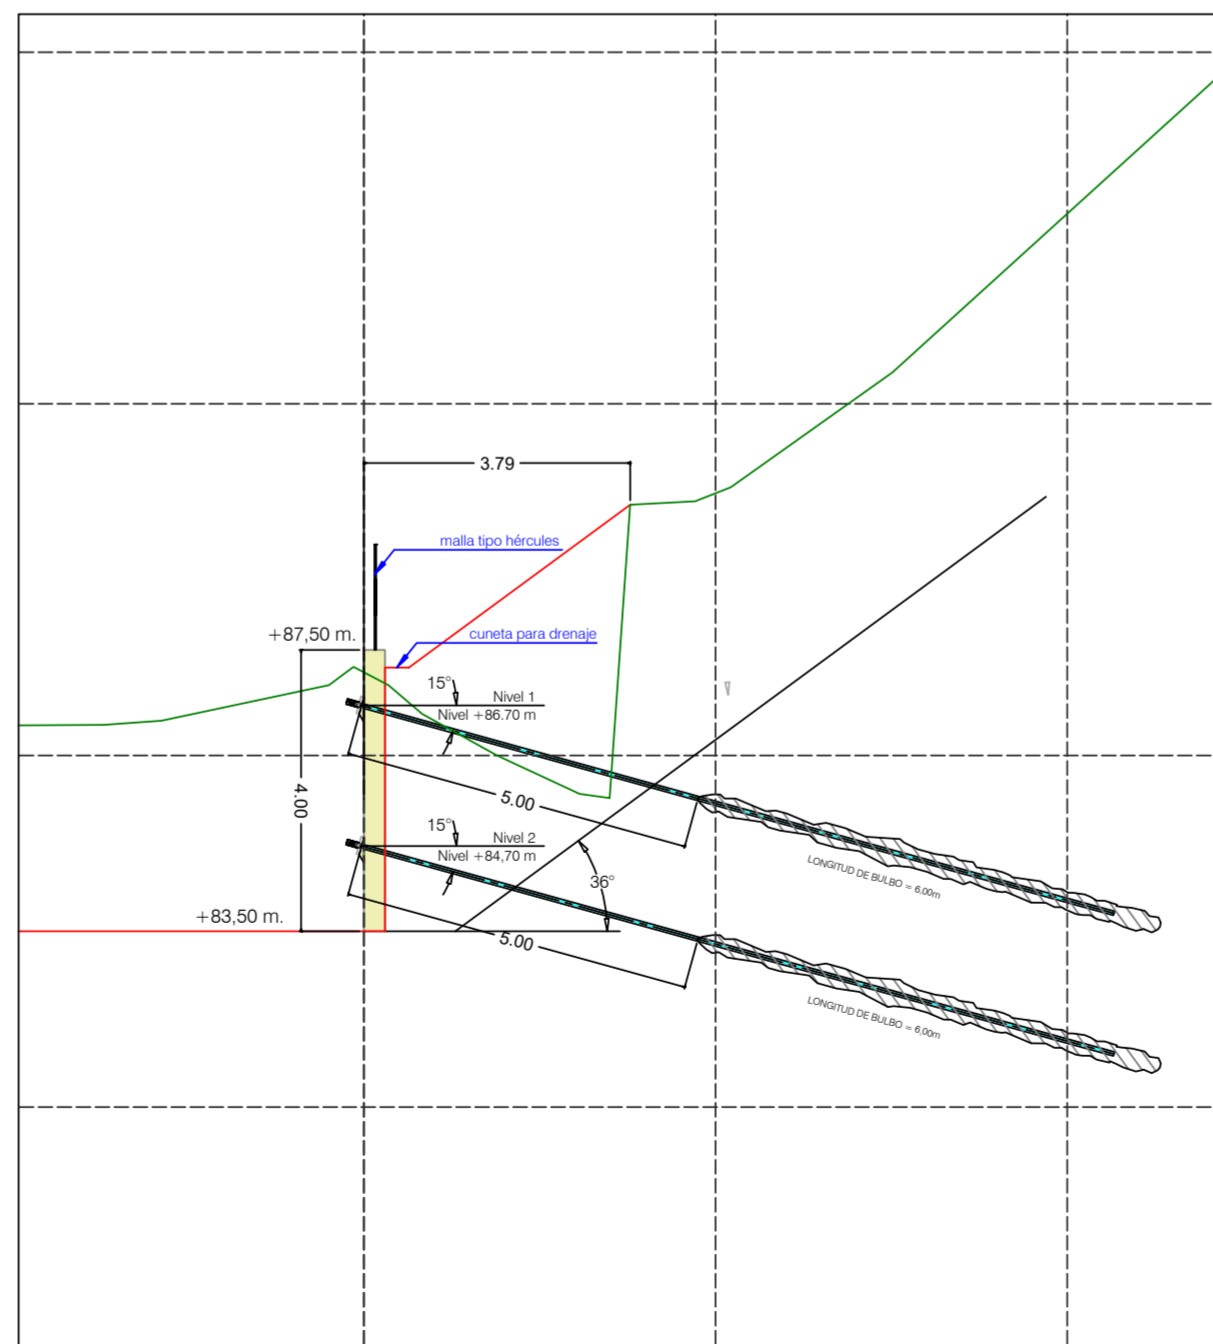 3.79
malla tipo hércules
+87,50 m.
cuneta para drenaje
15°
Nivel 1
Nivel +86.70 m
4.00
5.00
15°
Nivel 2
Nivel +84,70 m
LONGITUD DE BULBO = 6,00m
36°
+83,50 m.
5.00
LONGITUD DE BULBO = 6,00m